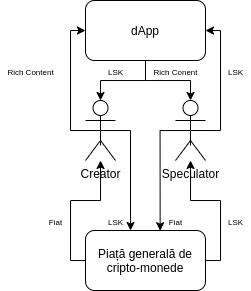 dApp
Rich Content
LSK
Rich Conent
LSK
Creator
Speculator
Fiat
LSK
Fiat
LSK
Piață generală de
cripto-monede